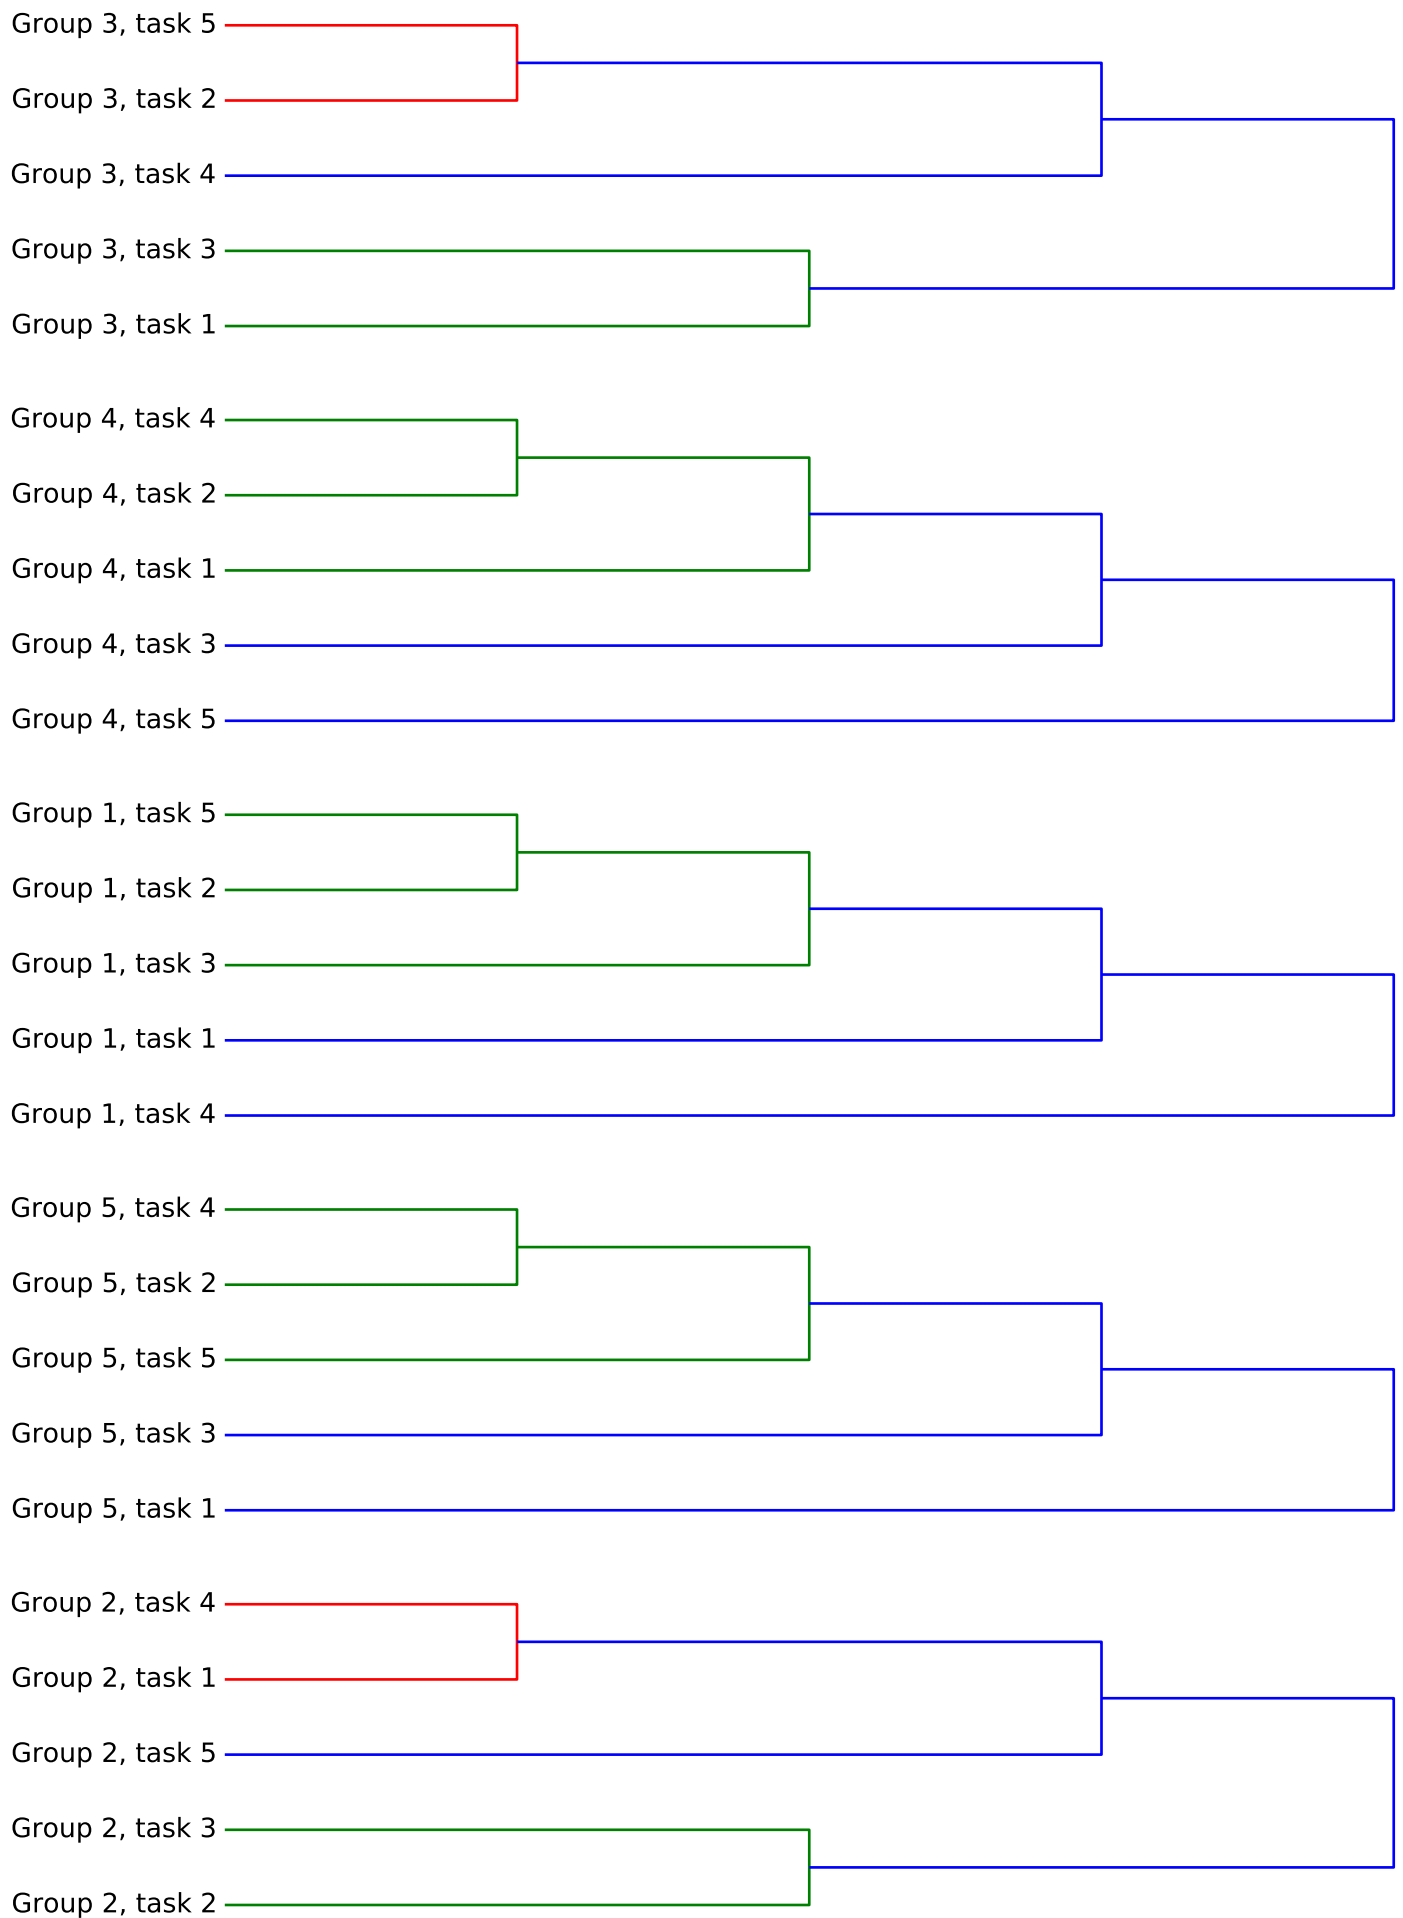 Group 3, task 5
Group 3, task 2
Group 3, task 4
Group 3, task 3
Group 3, task 1
Group 4, task 4
Group 4, task 2
Group 4, task 1
Group 4, task 3
Group 4, task 5
Group 1, task 5
Group 1, task 2
Group 1, task 3
Group 1, task 1
Group 1, task 4
Group 5, task 4
Group 5, task 2
Group 5, task 5
Group 5, task 3
Group 5, task 1
Group 2, task 4
Group 2, task 1
Group 2, task 5
Group 2, task 3
Group 2, task 2